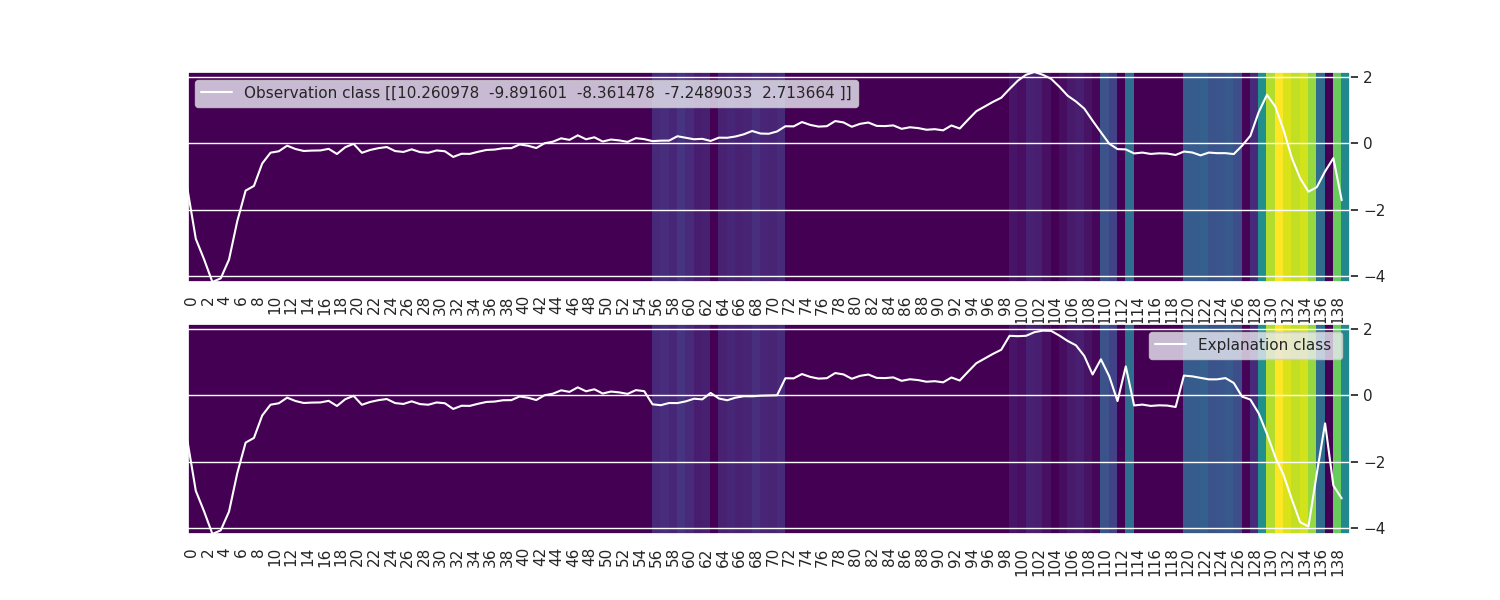 Observation class [[10.260978 -9.891601 -8.361478 -7.2489033 2.713664 ]]
2
0
−2
−4
0 2 4 6 8 10 12 14 16 18 20 22 24 26 28 30 32 34 36 38 40 42 44 46 48 50 52 54 56 58 60 62 64 66 68 70 72 74 76 78 80 82 84 86 88 90 92 94 96 98 100 102 104 106 108 110 112 114 116 118 120 122 124 126 128 130 132 134 136 138
Explanation class
2
0
−2
−4
0 2 4 6 8 10 12 14 16 18 20 22 24 26 28 30 32 34 36 38 40 42 44 46 48 50 52 54 56 58 60 62 64 66 68 70 72 74 76 78 80 82 84 86 88 90 92 94 96 98 100 102 104 106 108 110 112 114 116 118 120 122 124 126 128 130 132 134 136 138